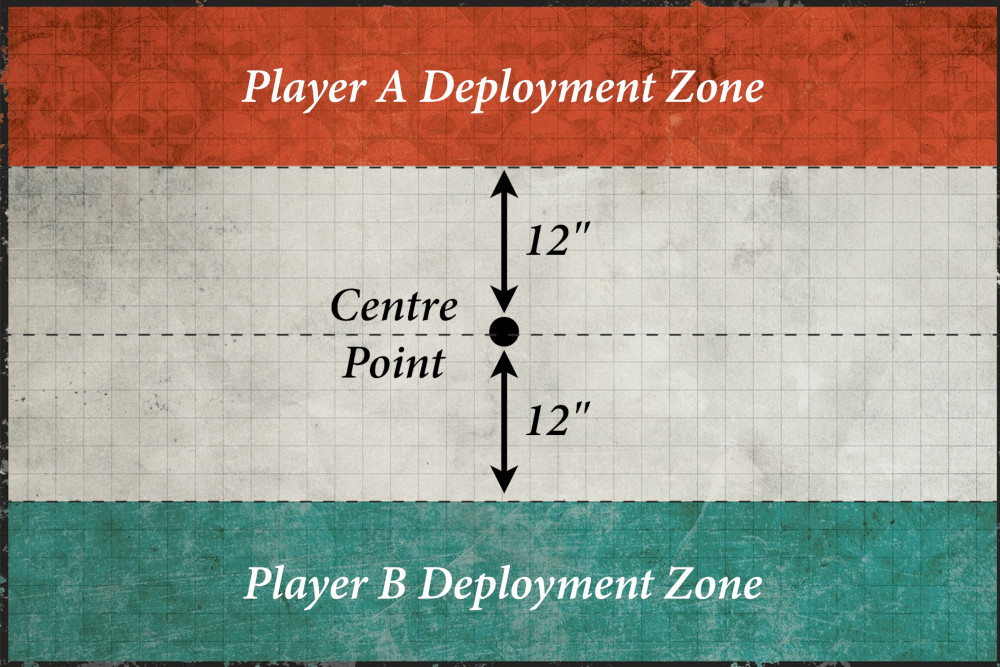 Player A Deployment Zone
12"
Centre
Point
12"
Player B Deployment Zone